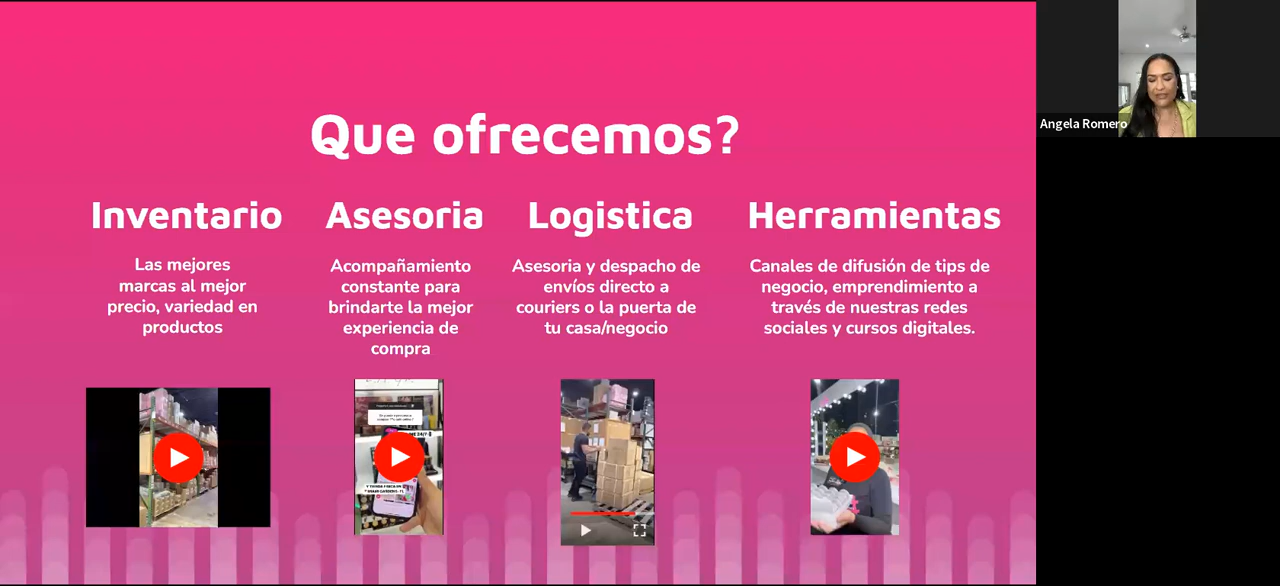 Que ofrecemos?
Inventario
Las mejores
marcas al mejor
precio, variedad en
productos
Asesoria
Acompañamiento
constante para
brindarte la mejor
experiencia de
compra
Logistica
Asesoria y despacho de
envíos directo a
couriers o la puerta de
tu casa/negocio
Herramientas
Canales de difusión de tips de
negocio, emprendimiento a
través de nuestras redes
sociales y cursos digitales.
Angela Romero